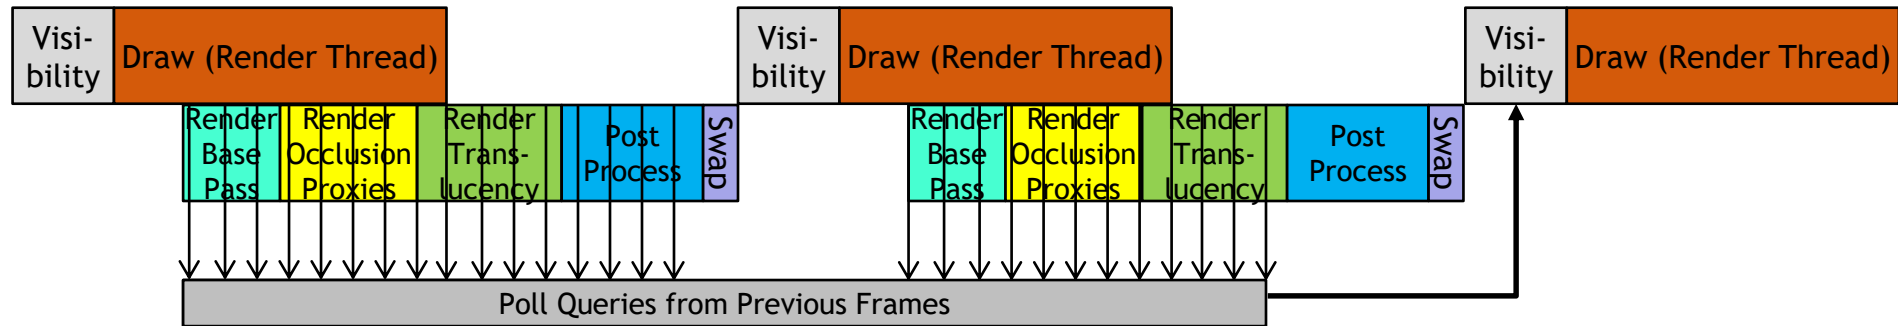 Visi-
bility
Draw (Render Thread)
Visi-
bility
Draw (Render Thread)
Visi-
bility
Draw (Render Thread)
Render
Base
Pass
Render
Occlusion
Proxies
Render
Trans-
lucency
Post
Process
Swap
Render
Base
Pass
Render
Occlusion
Proxies
Render
Trans-
lucency
Post
Process
Swap
Poll Queries from Previous Frames